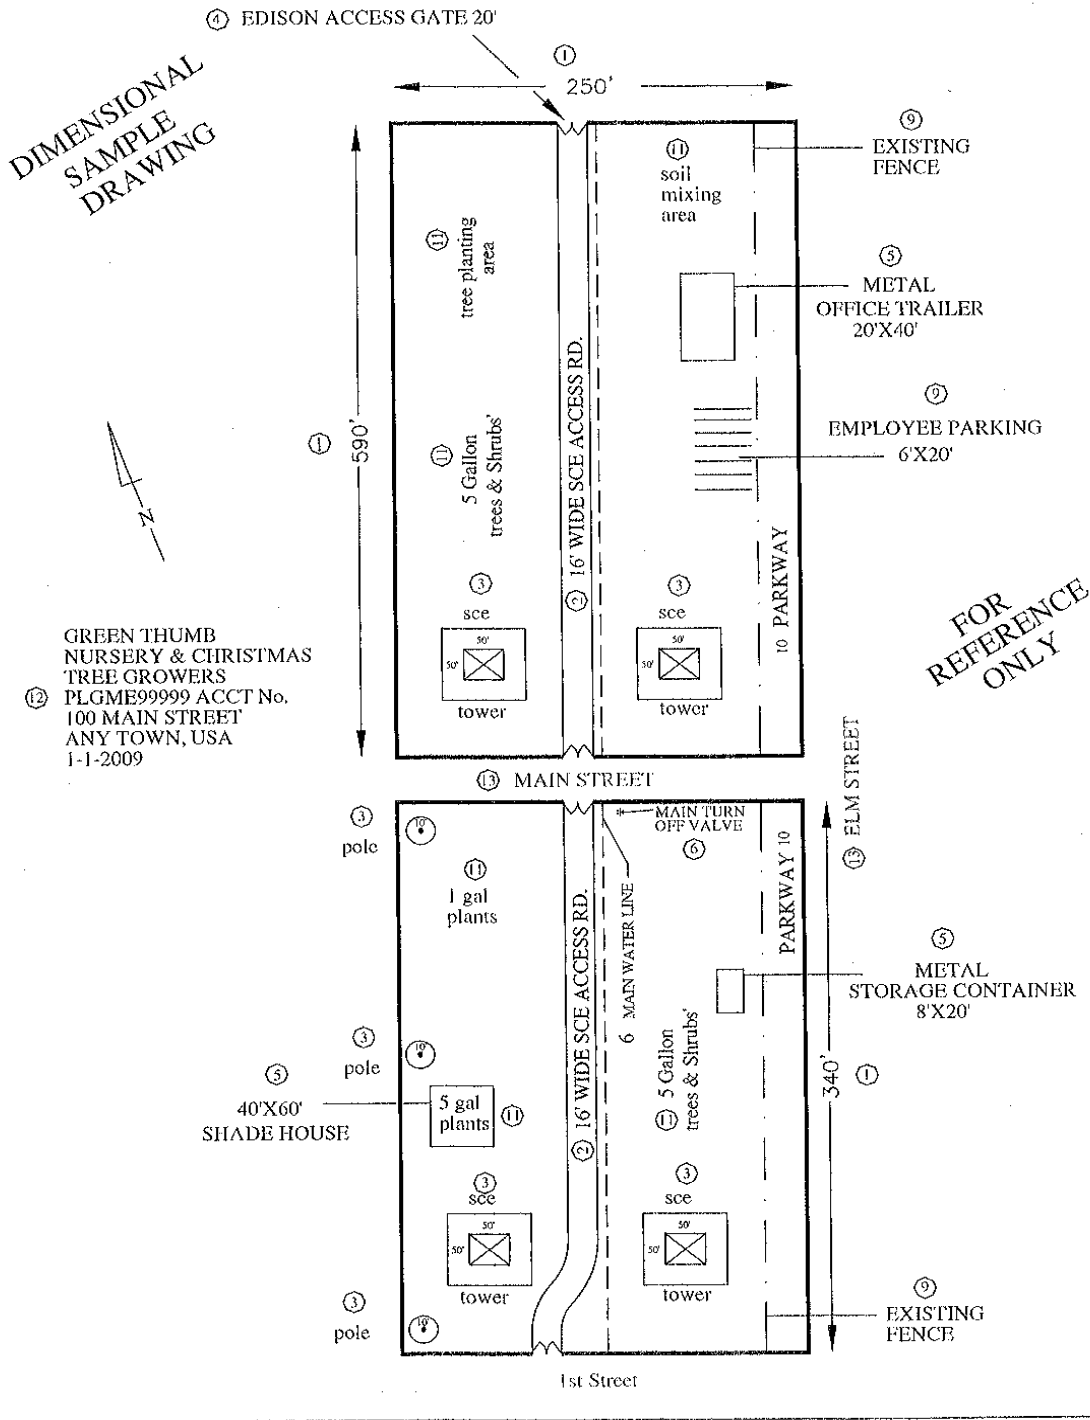 4 EDISON ACCESS GATE 20'
1
250'
DIMENSIONAL
SAMPLE
DRAWING
9
EXISTING
FENCE
11
soil
mixing
area
11
tree planting
area
5
METAL
OFFICE TRAILER
20'X40'
9
EMPLOYEE PARKING
6'X20'
1
590'
11
5 Gallon
trees & Shrubs'
2 16' WIDE SCE ACCESS RD.
10 PARKWAY
N
3
sce
50'
50'
tower
3
sce
50'
50'
tower
FOR
REFERENCE
ONLY
GREEN THUMB
NURSERY & CHRISTMAS
TREE GROWERS
12 PLGME99999 ACCT No.
100 MAIN STREET
ANY TOWN, USA
1-1-2009
13 MAIN STREET
13 ELM STREET
3
pole
10'
MAIN TURN
OFF VALVE
6
11
1 gal
plants
PARKWAY 10
2 16' WIDE SCE ACCESS RD.
6 MAIN WATER LINE
5
METAL
STORAGE CONTAINER
8'X20'
3
pole
10'
11 5 Gallon
trees & Shrubs'
340'
1
5
40'X60'
SHADE HOUSE
5 gal
plants
11
3
sce
50'
50'
tower
3
sce
50'
50'
tower
3
pole
10'
9
EXISTING
FENCE
1st Street